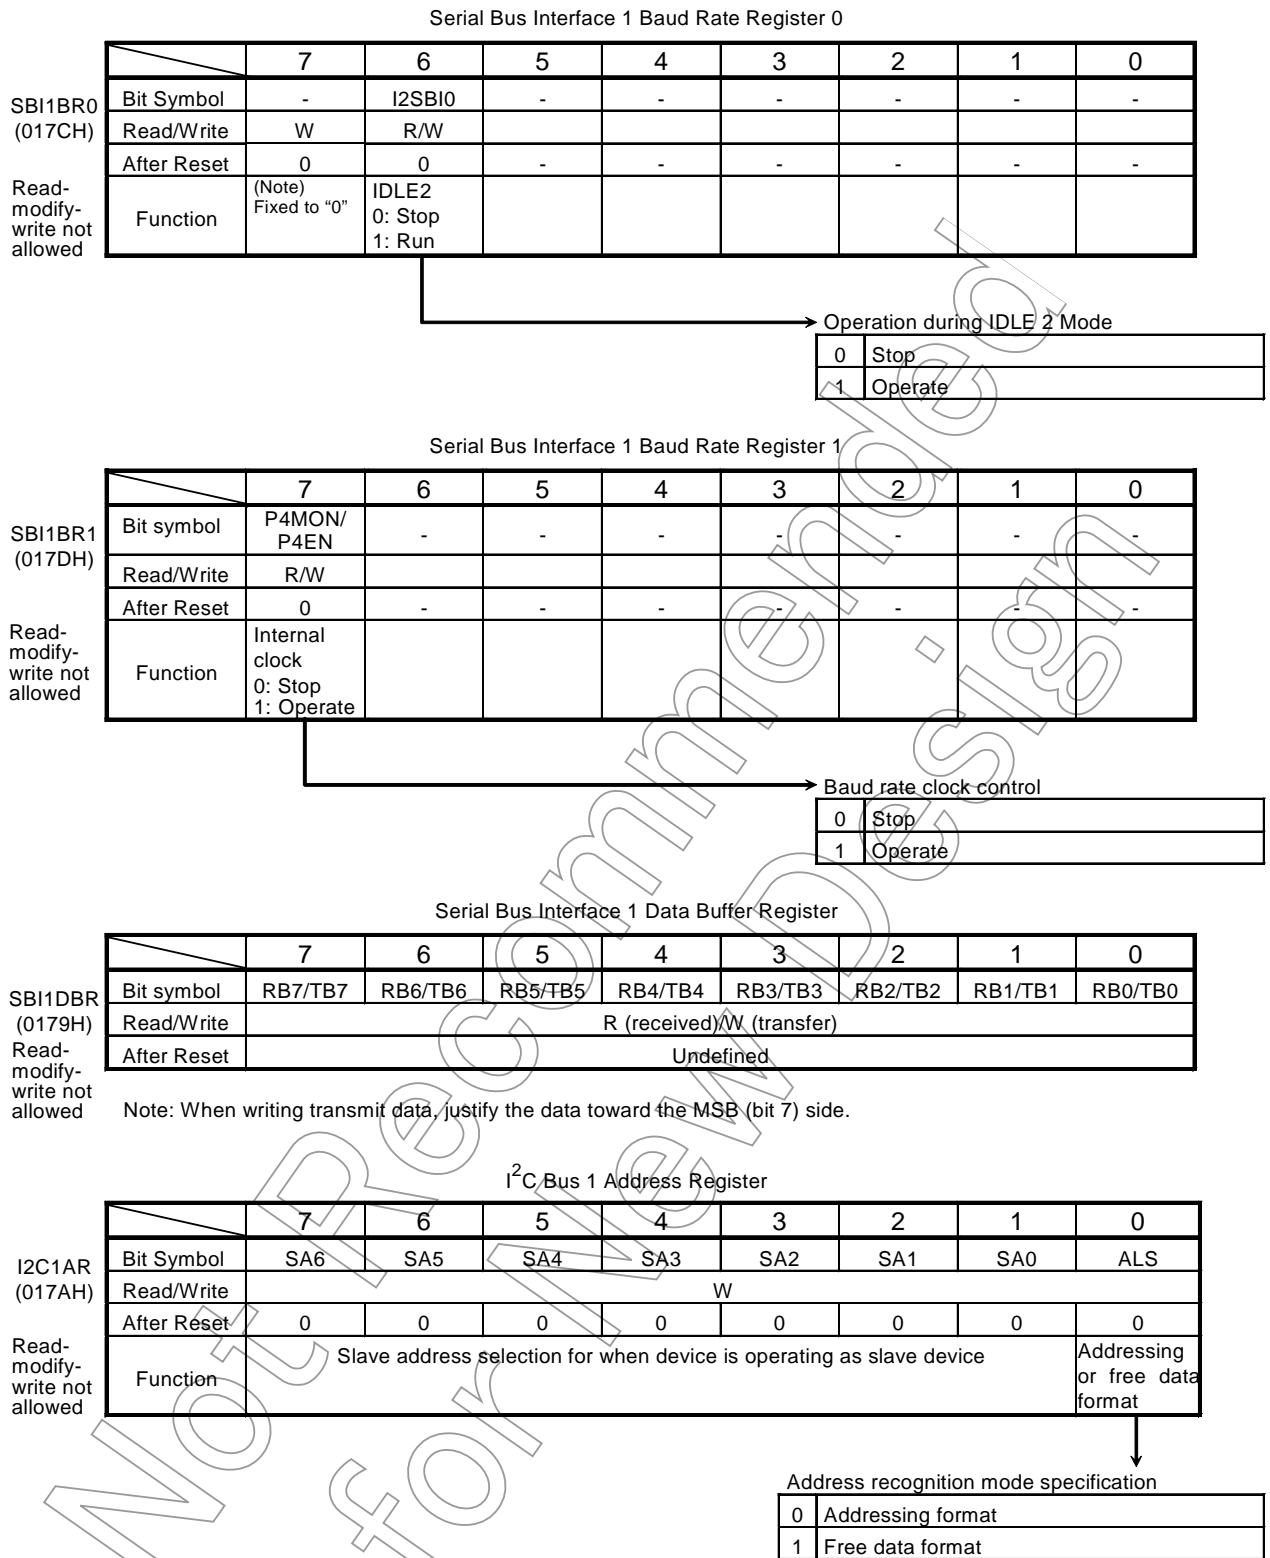 Serial Bus Interface 1 Baud Rate Register 0
7 6 5 4 3 2 1 0
SBI1BR0
(017CH)
Bit Symbol - I2SBI0 - - - - - -
Read/Write W R/W
After Reset 0 0 - - - - - -
Read-
modify-
write not
allowed
Function
(Note)
Fixed to “0”
IDLE2
0: Stop
1: Run
Operation during IDLE 2 Mode
0 Stop
1 Operate
Serial Bus Interface 1 Baud Rate Register 1
7 6 5 4 3 2 1 0
SBI1BR1
(017DH)
Bit symbol P4MON/
P4EN - - - - - - -
Read/Write R/W
After Reset 0 - - - - - - -
Read-
modify-
write not
allowed
Function
Internal
clock
0: Stop
1: Operate
Baud rate clock control
0 Stop
1 Operate
Serial Bus Interface 1 Data Buffer Register
7 6 5 4 3 2 1 0
SBI1DBR
(0179H)
Bit symbol RB7/TB7 RB6/TB6 RB5/TB5 RB4/TB4 RB3/TB3 RB2/TB2 RB1/TB1 RB0/TB0
Read/Write R (received)/W (transfer)
After Reset Undefined
Read-
modify-
write not
allowed
Note: When writing transmit data, justify the data toward the MSB (bit 7) side.
I²C Bus 1 Address Register
7 6 5 4 3 2 1 0
I2C1AR
(017AH)
Bit Symbol SA6 SA5 SA4 SA3 SA2 SA1 SA0 ALS
Read/Write W
After Reset 0 0 0 0 0 0 0 0
Read-
modify-
write not
allowed
Function
Slave address selection for when device is operating as slave device
Addressing
or free data
format
Address recognition mode specification
0 Addressing format
1 Free data format
Not Recommended
for New Design